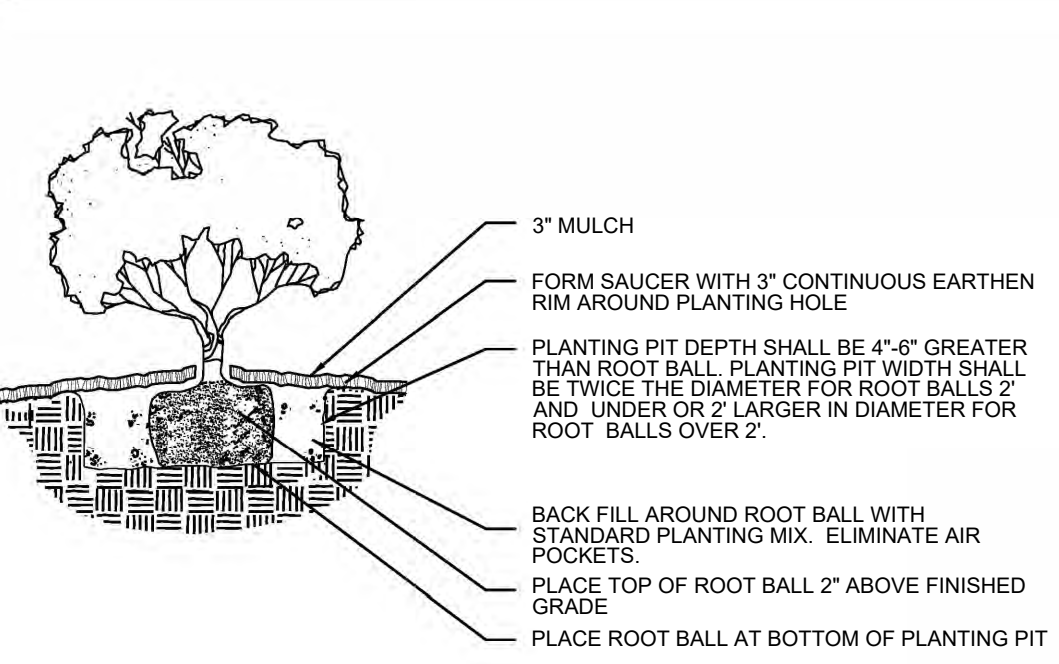 3" MULCH
FORM SAUCER WITH 3" CONTINUOUS EARTHEN
RIM AROUND PLANTING HOLE
PLANTING PIT DEPTH SHALL BE 4"-6" GREATER
THAN ROOT BALL. PLANTING PIT WIDTH SHALL
BE TWICE THE DIAMETER FOR ROOT BALLS 2'
AND UNDER OR 2' LARGER IN DIAMETER FOR
ROOT BALLS OVER 2'.
BACK FILL AROUND ROOT BALL WITH
STANDARD PLANTING MIX. ELIMINATE AIR
POCKETS.
PLACE TOP OF ROOT BALL 2" ABOVE FINISHED
GRADE
PLACE ROOT BALL AT BOTTOM OF PLANTING PIT